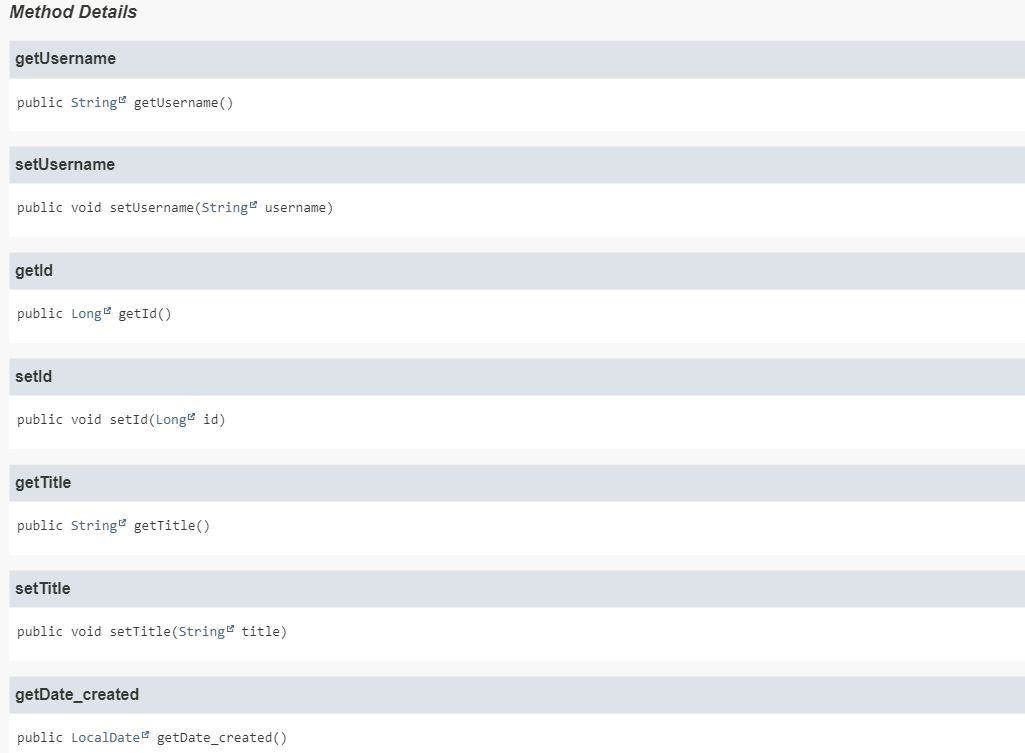 Method Details
getUsername
public String getUsername()
setUsername
public void setUsername(String username)
getId
public Long getId()
setId
public void setId(Long id)
getTitle
public String getTitle()
setTitle
public void setTitle(String title)
getDate_created
public LocalDate getDate_created()